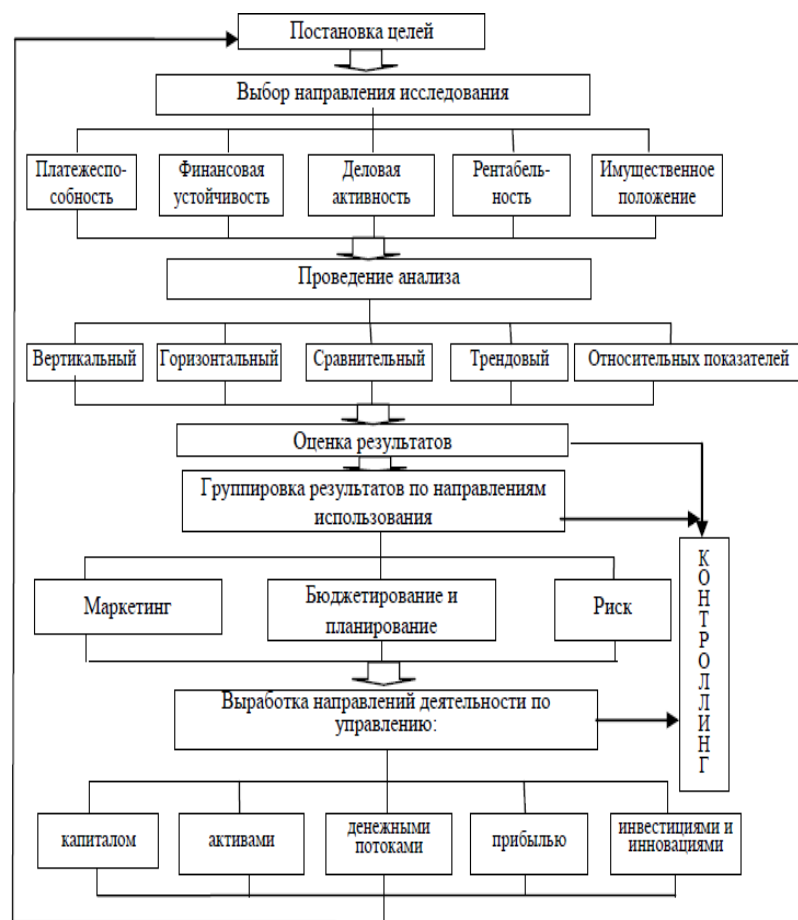 Постановка целей
Выбор направления исследования
Платежеспо-
собность
Финансовая
устойчивость
Деловая
активность
Рентабель-
ность
Имущественное
положение
Проведение анализа
Вертикальный
Горизонтальный
Сравнительный
Трендовый
Относительных показателей
Оценка результатов
Группировка результатов по направлениям
использования
Маркетинг
Бюджетирование и
планирование
Риск
КОНТРОЛЛИНГ
Выработка направлений деятельности по
управлению:
капиталом
активами
денежными
потоками
прибылью
инвестициями и
инновациями